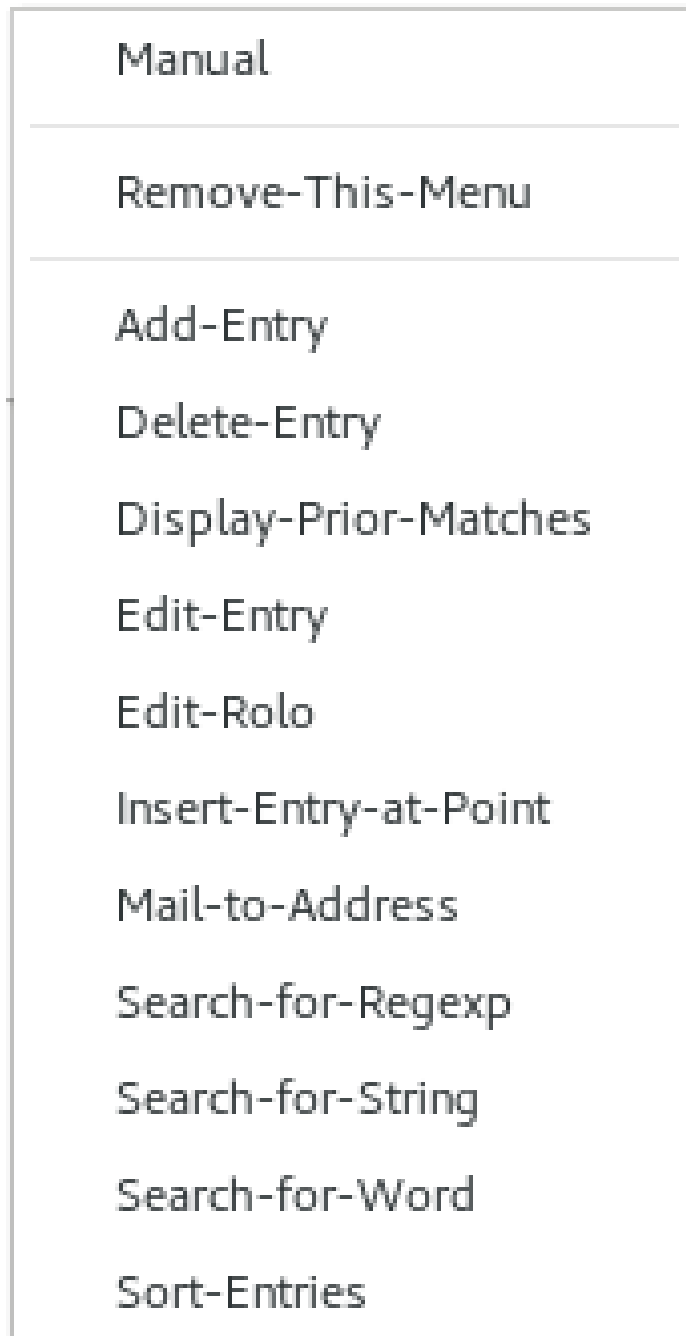 Manual
Remove-This-Menu
Add-Entry
Delete-Entry
Display-Prior-Matches
Edit-Entry
Edit-Rolo
Insert-Entry-at-Point
Mail-to-Address
Search-for-Regexp
Search-for-String
Search-for-Word
Sort-Entries